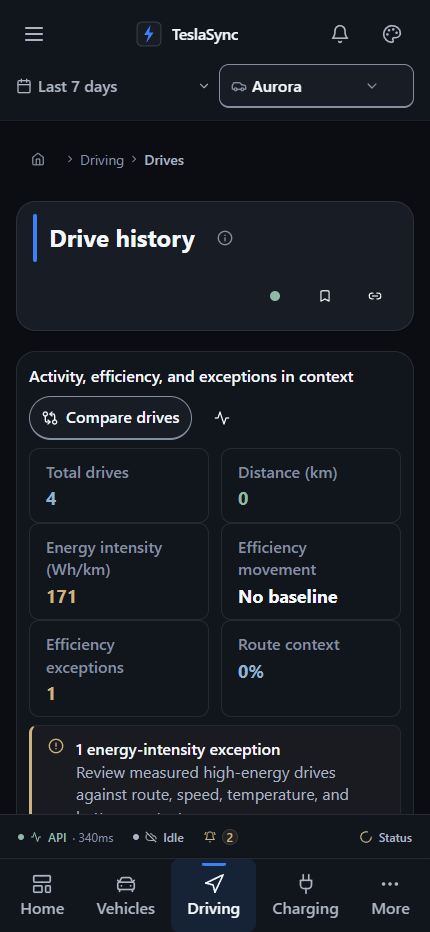 TeslaSync
Last 7 days
Aurora
Driving
Drives
Drive history
Activity, efficiency, and exceptions in context
Compare drives
Total drives
4
Distance (km)
0
Energy intensity
(Wh/km)
171
Efficiency
movement
No baseline
Efficiency
exceptions
1
Route context
0%
1 energy-intensity exception
Review measured high-energy drives
against route, speed, temperature, and
API · 340ms
Idle
2
Status
Home
Vehicles
Driving
Charging
More